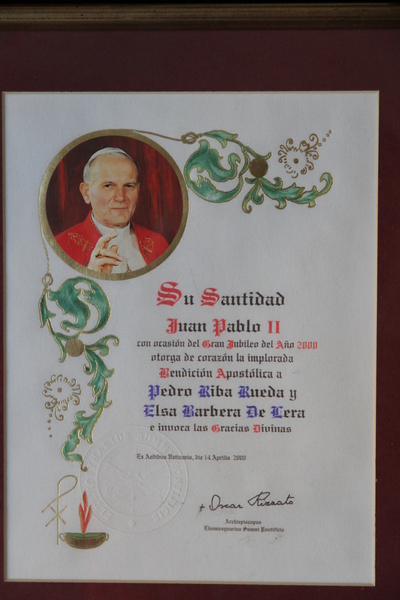 Su Santidad
Juan Pablo II
con ocasión del Gran Jubileo del Año 2000
otorga de corazón la implorada
Bendición Apostólica a
Pedro Riba Rueda y
Elsa Barbera De Lera
e invoca las Gracias Divinas
Ex Aedibus Vaticanis, die 14 Aprilis 2000
+ Oscar Rizzato
Archiepiscopus
Eleemosynarius Summi Pontificis